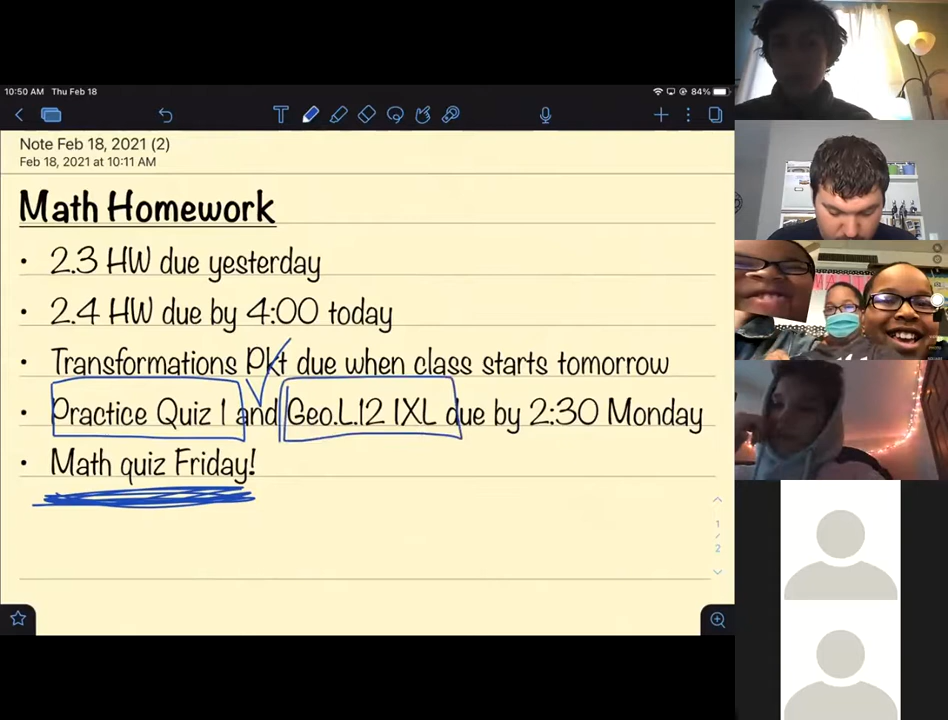 10:50 AM Thu Feb 18
84%
T
Note Feb 18, 2021 (2)
Feb 18, 2021 at 10:11 AM
Math Homework
• 2.3 HW due yesterday
• 2.4 HW due by 4:00 today
• Transformations Pkt due when class starts tomorrow
• Practice Quiz 1 and Geo.L.12 IXL due by 2:30 Monday
• Math quiz Friday!
1
/
2